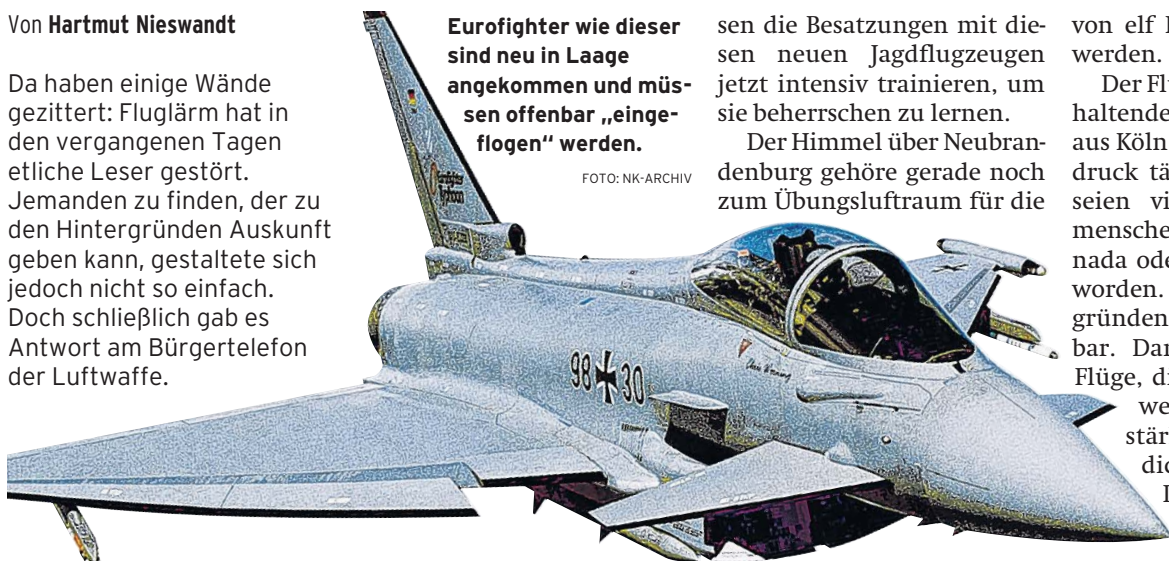 Von Hartmut Nieswandt
Da haben einige Wände
gezittert: Fluglärm hat in
den vergangenen Tagen
etliche Leser gestört.
Jemanden zu finden, der zu
den Hintergründen Auskunft
geben kann, gestaltete sich
jedoch nicht so einfach.
Doch schließlich gab es
Antwort am Bürgertelefon
der Luftwaffe.
Eurofighter wie dieser
sind neu in Laage
angekommen und müs-
sen offenbar „einge-
flogen“ werden.
FOTO: NK-ARCHIV
sen die Besatzungen mit die-
sen neuen Jagdflugzeugen
jetzt intensiv trainieren, um
sie beherrschen zu lernen.
Der Himmel über Neubran-
denburg gehöre gerade noch
zum Übungsluftraum für die
von elf
werden.
Der Fl
haltende
aus Köln
druck tä
seien vi
mensche
nada ode
worden.
gründen
bar. Dar
Flüge, di
we
stär
dic
Eurofighter
Typhoon
98 30